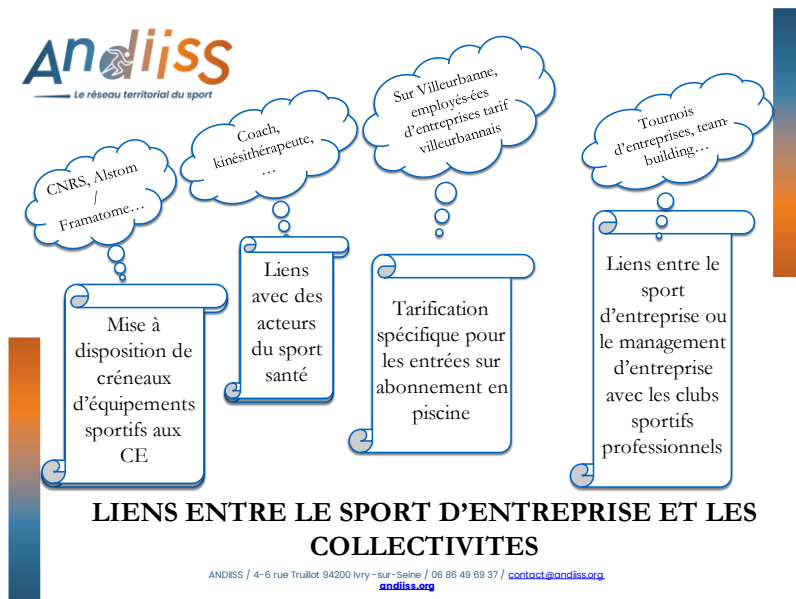 Andiiss
Le réseau territorial du sport
CNRS, Alstom
/
Framatome…
Coach,
kinésithérapeute,
…
Sur Villeurbanne,
employés-ées
d'entreprises tarif
villeurbannais
Tournois
d'entreprises, team-
building…
Mise à
disposition de
créneaux
d'équipements
sportifs aux
CE
Liens
avec des
acteurs
du sport
santé
Tarification
spécifique pour
les entrées sur
abonnement en
piscine
Liens entre le
sport
d'entreprise ou
le management
d'entreprise
avec les clubs
sportifs
professionnels
LIENS ENTRE LE SPORT D'ENTREPRISE ET LES
COLLECTIVITES
ANDIISS / 4-6 rue Truillot 94200 Ivry-sur-Seine / 06 86 49 69 37 / contact@andiiss.org
andiiss.org